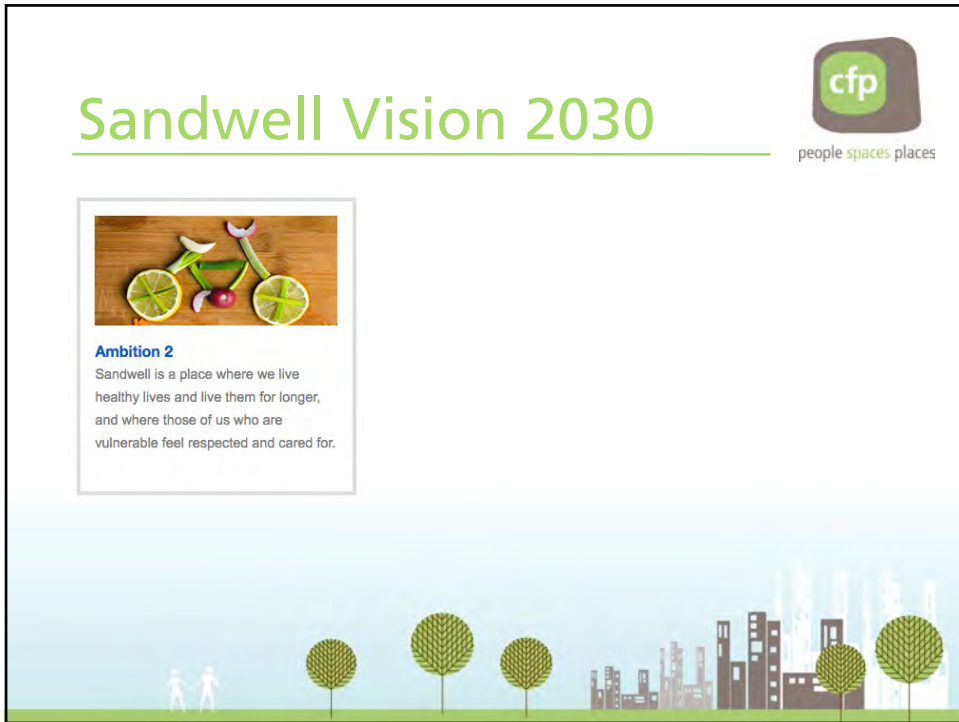 Sandwell Vision 2030
cfp
people spaces places
Ambition 2
Sandwell is a place where we live
healthy lives and live them for longer,
and where those of us who are
vulnerable feel respected and cared for.